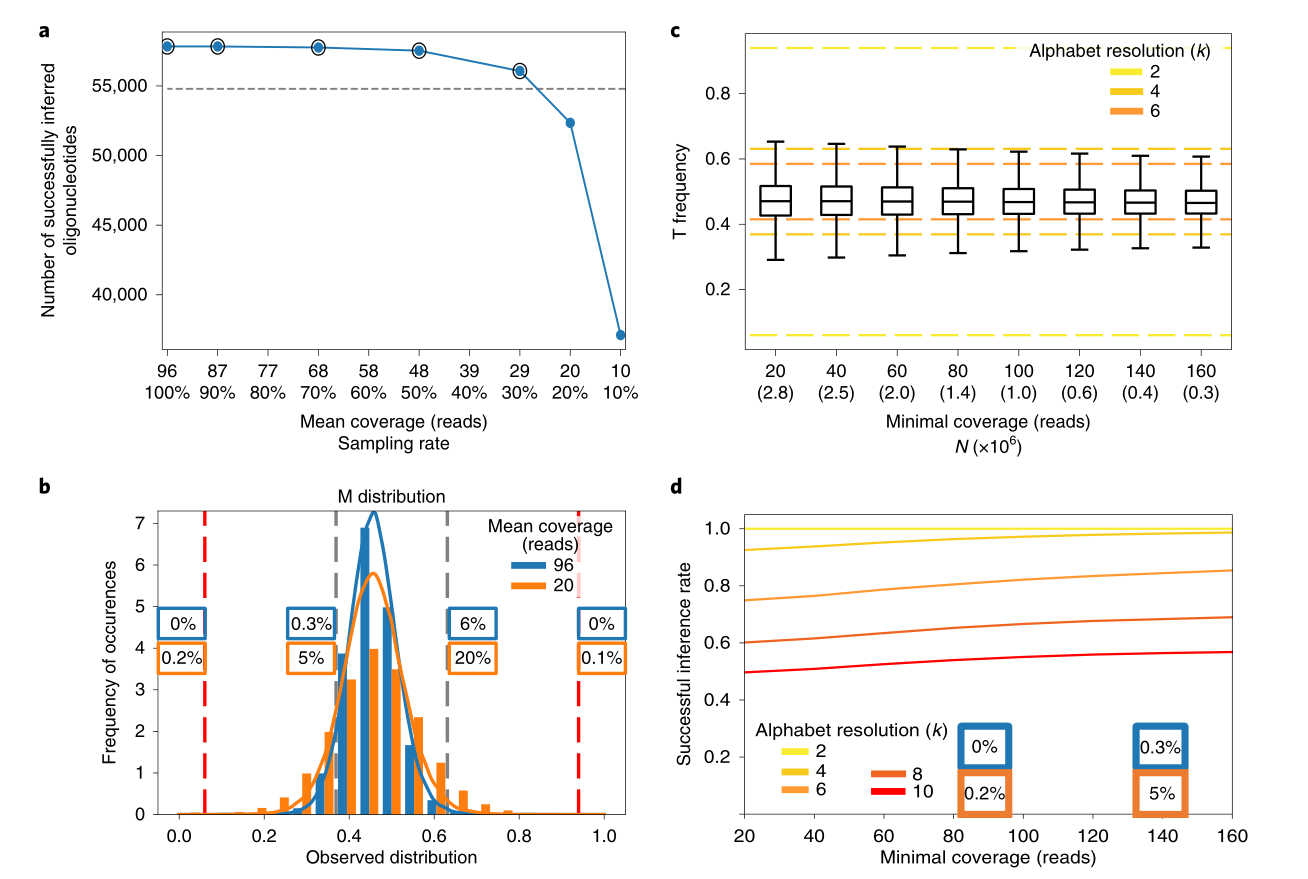 a
Number of successfully inferred
oligonucleotides
55,000
50,000
45,000
40,000
96 87 77 68 58 48 39 29 20 10
100% 90% 80% 70% 60% 50% 40% 30% 20% 10%
Mean coverage (reads)
Sampling rate
c
Alphabet resolution (k)
2
4
6
T frequency
0.8
0.6
0.4
0.2
20 40 60 80 100 120 140 160
(2.8) (2.5) (2.0) (1.4) (1.0) (0.6) (0.4) (0.3)
Minimal coverage (reads)
N (×10⁶)
b
M distribution
Mean coverage
(reads)
96
20
Frequency of occurences
7
6
5
4
3
2
1
0
0% 0.3% 6% 0%
0.2% 5% 20% 0.1%
0.0 0.2 0.4 0.6 0.8 1.0
Observed distribution
d
Successful inference rate
1.0
0.8
0.6
0.4
0.2
Alphabet resolution (k)
2
4 8
6 10
0% 0.3%
0.2% 5%
20 40 60 80 100 120 140 160
Minimal coverage (reads)